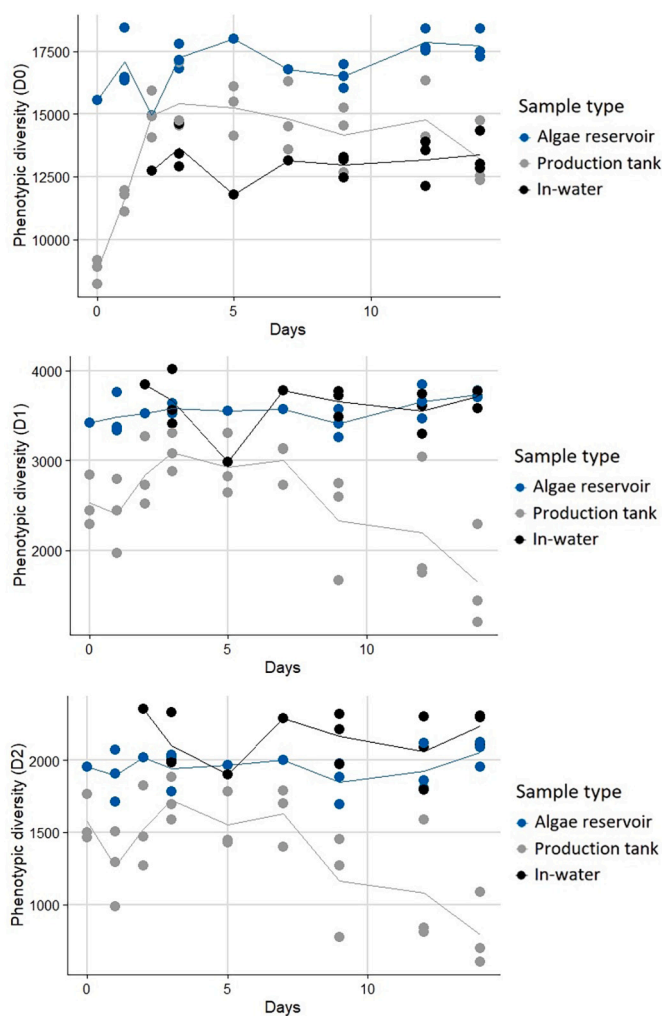 Phenotypic diversity (D0)
17500
15000
12500
10000
0
5
10
Days
Sample type
Algae reservoir
Production tank
In-water
Phenotypic diversity (D1)
4000
3000
2000
0
5
10
Days
Sample type
Algae reservoir
Production tank
In-water
Phenotypic diversity (D2)
2000
1500
1000
0
5
10
Days
Sample type
Algae reservoir
Production tank
In-water